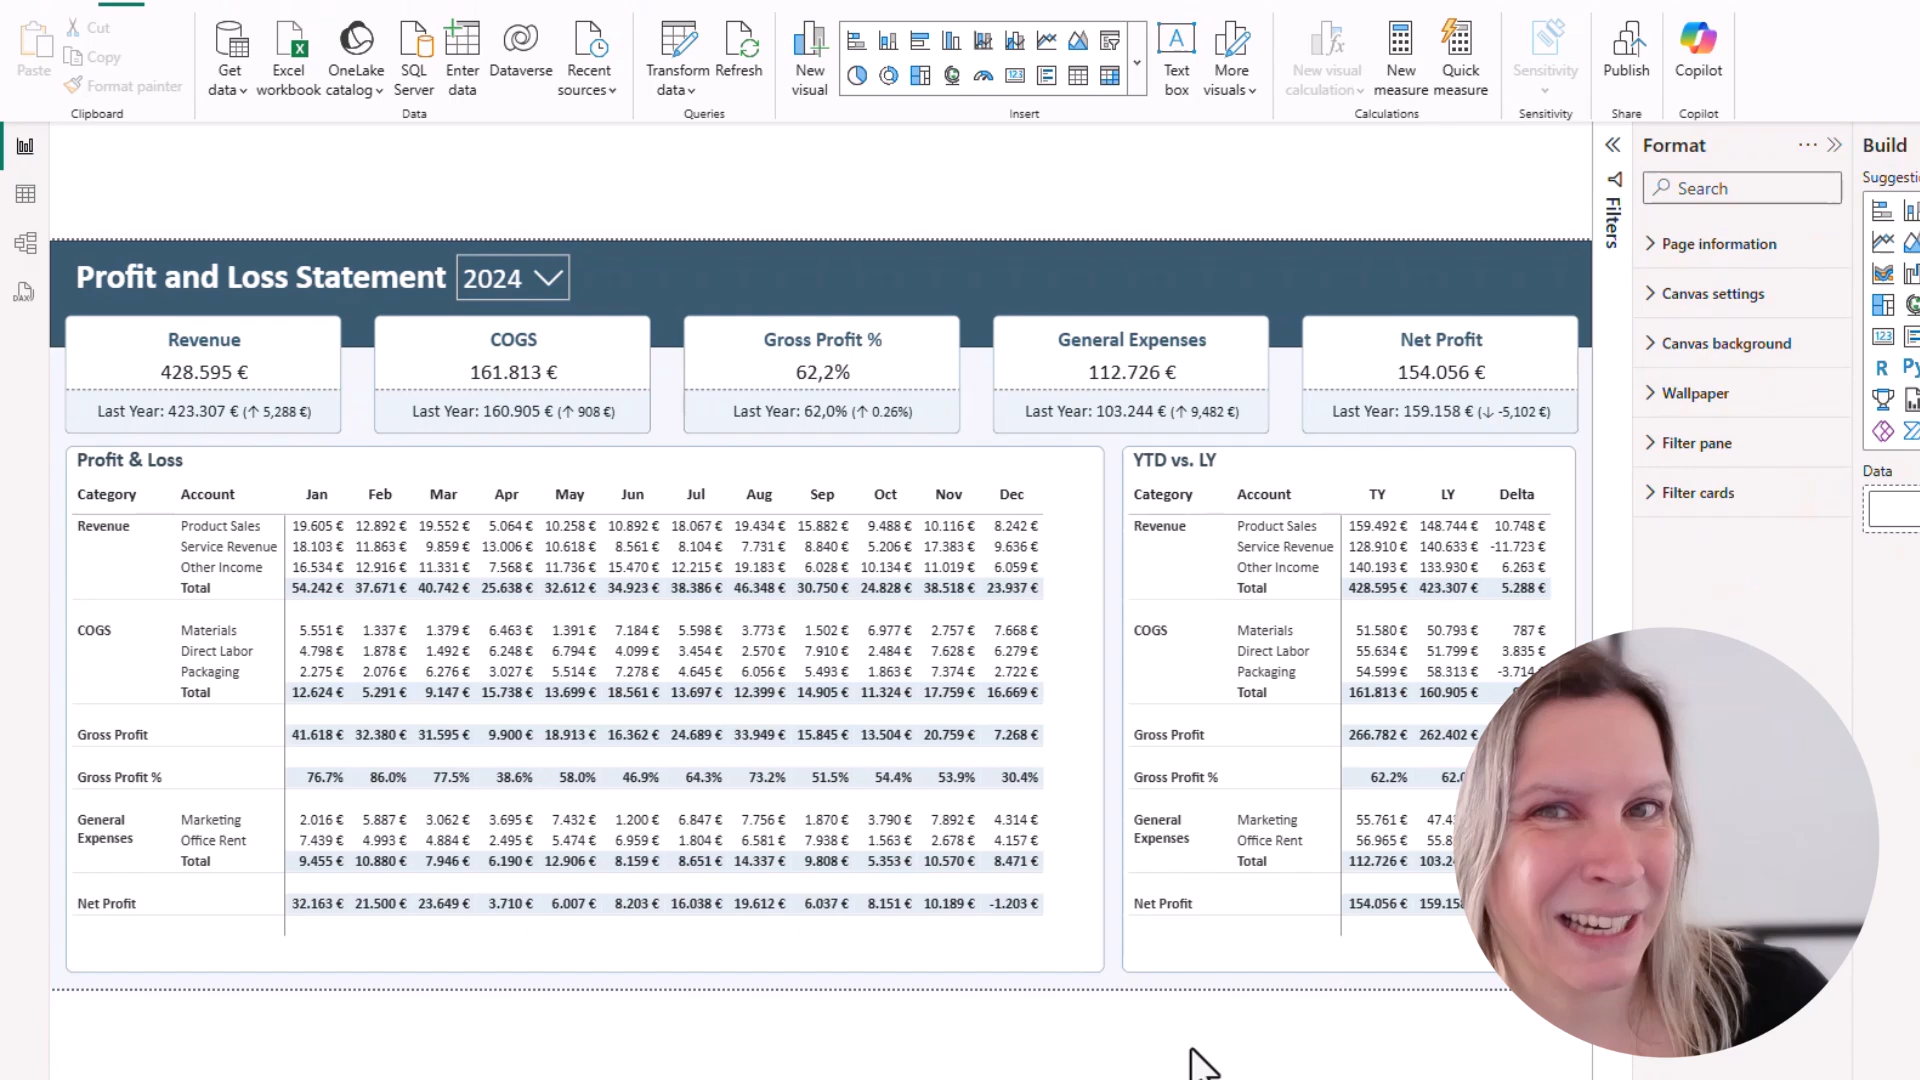 Paste
Cut
Copy
Format painter
Clipboard
Get data
Excel workbook
OneLake catalog
SQL Server
Enter data
Dataverse
Recent sources
Data
Transform data
Refresh
Queries
New visual
Insert
Text box
More visuals
New visual calculation
New measure
Quick measure
Calculations
Sensitivity
Sensitivity
Publish
Share
Copilot
Copilot
Profit and Loss Statement 2024
Revenue
428.595 €
Last Year: 423.307 € (↑ 5,288 €)
COGS
161.813 €
Last Year: 160.905 € (↑ 908 €)
Gross Profit %
62,2%
Last Year: 62,0% (↑ 0.26%)
General Expenses
112.726 €
Last Year: 103.244 € (↑ 9,482 €)
Net Profit
154.056 €
Last Year: 159.158 € (↓ -5,102 €)
Profit & Loss
Category Account Jan Feb Mar Apr May Jun Jul Aug Sep Oct Nov Dec
Revenue Product Sales 19.605 € 12.892 € 19.552 € 5.064 € 10.258 € 10.892 € 18.067 € 19.434 € 15.882 € 9.488 € 10.116 € 8.242 €
Service Revenue 18.103 € 11.863 € 9.859 € 13.006 € 10.618 € 8.561 € 8.104 € 7.731 € 8.840 € 5.206 € 17.383 € 9.636 €
Other Income 16.534 € 12.916 € 11.331 € 7.568 € 11.736 € 15.470 € 12.215 € 19.183 € 6.028 € 10.134 € 11.019 € 6.059 €
Total 54.242 € 37.671 € 40.742 € 25.638 € 32.612 € 34.923 € 38.386 € 46.348 € 30.750 € 24.828 € 38.518 € 23.937 €
COGS Materials 5.551 € 1.337 € 1.379 € 6.463 € 1.391 € 7.184 € 5.598 € 3.773 € 1.502 € 6.977 € 2.757 € 7.668 €
Direct Labor 4.798 € 1.878 € 1.492 € 6.248 € 6.794 € 4.099 € 3.454 € 2.570 € 7.910 € 2.484 € 7.628 € 6.279 €
Packaging 2.275 € 2.076 € 6.276 € 3.027 € 5.514 € 7.278 € 4.645 € 6.056 € 5.493 € 1.863 € 7.374 € 2.722 €
Total 12.624 € 5.291 € 9.147 € 15.738 € 13.699 € 18.561 € 13.697 € 12.399 € 14.905 € 11.324 € 17.759 € 16.669 €
Gross Profit 41.618 € 32.380 € 31.595 € 9.900 € 18.913 € 16.362 € 24.689 € 33.949 € 15.845 € 13.504 € 20.759 € 7.268 €
Gross Profit % 76.7% 86.0% 77.5% 38.6% 58.0% 46.9% 64.3% 73.2% 51.5% 54.4% 53.9% 30.4%
General Expenses Marketing 2.016 € 5.887 € 3.062 € 3.695 € 7.432 € 1.200 € 6.847 € 7.756 € 1.870 € 3.790 € 7.892 € 4.314 €
Office Rent 7.439 € 4.993 € 4.884 € 2.495 € 5.474 € 6.959 € 1.804 € 6.581 € 7.938 € 1.563 € 2.678 € 4.157 €
Total 9.455 € 10.880 € 7.946 € 6.190 € 12.906 € 8.159 € 8.651 € 14.337 € 9.808 € 5.353 € 10.570 € 8.471 €
Net Profit 32.163 € 21.500 € 23.649 € 3.710 € 6.007 € 8.203 € 16.038 € 19.612 € 6.037 € 8.151 € 10.189 € -1.203 €
YTD vs. LY
Category Account TY LY Delta
Revenue Product Sales 159.492 € 148.744 € 10.748 €
Service Revenue 128.910 € 140.633 € -11.723 €
Other Income 140.193 € 133.930 € 6.263 €
Total 428.595 € 423.307 € 5.288 €
COGS Materials 51.580 € 50.793 € 787 €
Direct Labor 55.634 € 51.799 € 3.835 €
Packaging 54.599 € 58.313 € -3.714
Total 161.813 € 160.905 €
Gross Profit 266.782 € 262.402 €
Gross Profit % 62.2% 62.0
General Expenses Marketing 55.761 € 47.4
Office Rent 56.965 € 55.8
Total 112.726 € 103.2
Net Profit 154.056 € 159.15
Filters
Format
Search
Page information
Canvas settings
Canvas background
Wallpaper
Filter pane
Filter cards
Build
Suggesti
R Py
Data